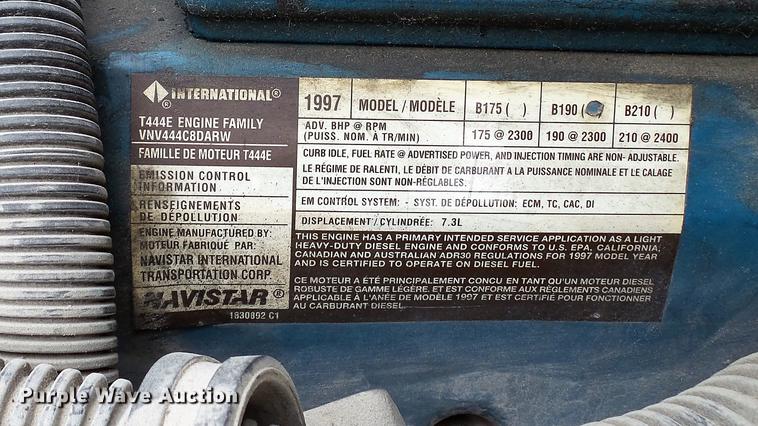 INTERNATIONAL®
®
T444E ENGINE FAMILY
VNV444C8DARW
FAMILLE DE MOTEUR T444E
EMISSION CONTROL
INFORMATION
RENSEIGNEMENTS
DE DÉPOLLUTION
ENGINE MANUFACTURED BY:
MOTEUR FABRIQUÉ PAR:
NAVISTAR INTERNATIONAL
TRANSPORTATION CORP.
NAVISTAR®
1830892 C1
1997 MODEL / MODÈLE B175 ( ) B190 ( ) B210 ( )
ADV. BHP @ RPM
(PUISS. NOM. À TR/MIN) 175 @ 2300 190 @ 2300 210 @ 2400
CURB IDLE, FUEL RATE @ ADVERTISED POWER, AND INJECTION TIMING ARE NON- ADJUSTABLE.
LE RÉGIME DE RALENTI, LE DÉBIT DE CARBURANT A LA PUISSANCE NOMINALE ET LE CALAGE
DE L'INJECTION SONT NON-RÉGLABLES.
EM CONTROL SYSTEM: - SYST. DE DÉPOLLUTION: ECM, TC, CAC, DI
DISPLACEMENT / CYLINDRÉE: 7.3L
THIS ENGINE HAS A PRIMARY INTENDED SERVICE APPLICATION AS A LIGHT
HEAVY-DUTY DIESEL ENGINE AND CONFORMS TO U.S. EPA, CALIFORNIA,
CANADIAN AND AUSTRALIAN ADR30 REGULATIONS FOR 1997 MODEL YEAR
AND IS CERTIFIED TO OPERATE ON DIESEL FUEL.
CE MOTEUR A ÉTÉ PRINCIPALEMENT CONCU EN TANT QU'UN MOTEUR DIESEL
ROBUSTE DE GAMME LÉGÈRE, ET EST CONFORME AUX RÈGLEMENTS CANADIENS
APPLICABLE À L'ANÉE DE MODÈLE 1997 ET EST CERTIFIÉ POUR FONCTIONNER
AU CARBURANT DIESEL.
Purple Wave Auction